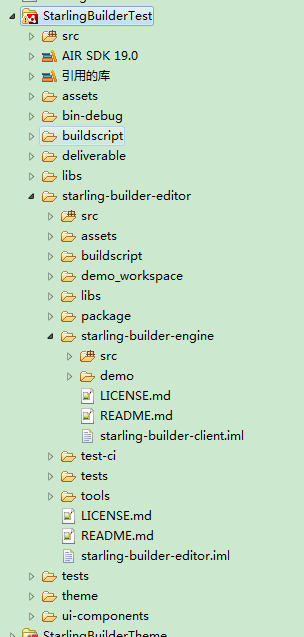 StarlingBuilderTest
src
AIR SDK 19.0
引用的库
assets
bin-debug
buildscript
deliverable
libs
starling-builder-editor
src
assets
buildscript
demo_workspace
libs
package
starling-builder-engine
src
demo
LICENSE.md
README.md
starling-builder-client.iml
test-ci
tests
tools
LICENSE.md
README.md
starling-builder-editor.iml
tests
theme
ui-components
StarlingBuilderTheme